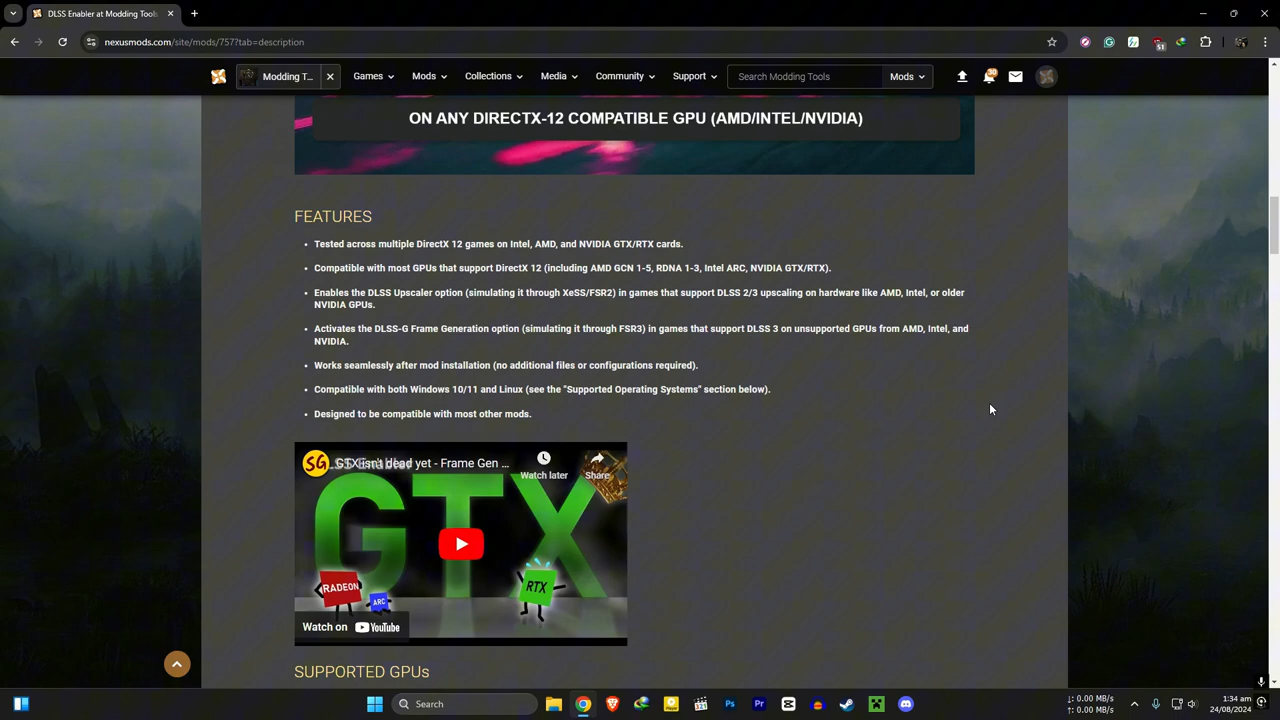 DLSS Enabler at Modding Tools
nexusmods.com/site/mods/757?tab=description
51
Modding T...
Games
Mods
Collections
Media
Community
Support
Search Modding Tools
Mods
ON ANY DIRECTX-12 COMPATIBLE GPU (AMD/INTEL/NVIDIA)
FEATURES
• Tested across multiple DirectX 12 games on Intel, AMD, and NVIDIA GTX/RTX cards.
• Compatible with most GPUs that support DirectX 12 (including AMD GCN 1-5, RDNA 1-3, Intel ARC, NVIDIA GTX/RTX).
• Enables the DLSS Upscaler option (simulating it through XeSS/FSR2) in games that support DLSS 2/3 upscaling on hardware like AMD, Intel, or older
NVIDIA GPUs.
• Activates the DLSS-G Frame Generation option (simulating it through FSR3) in games that support DLSS 3 on unsupported GPUs from AMD, Intel, and
NVIDIA.
• Works seamlessly after mod installation (no additional files or configurations required).
• Compatible with both Windows 10/11 and Linux (see the "Supported Operating Systems" section below).
• Designed to be compatible with most other mods.
SG
GTX isn't dead yet - Frame Gen ...
Watch later
Share
GTX
RADEON
ARC
RTX
Watch on YouTube
SUPPORTED GPUs
Search
Ps
Pr
↓: 0.00 MB/s
↑: 0.00 MB/s
1:34 am
24/08/2024